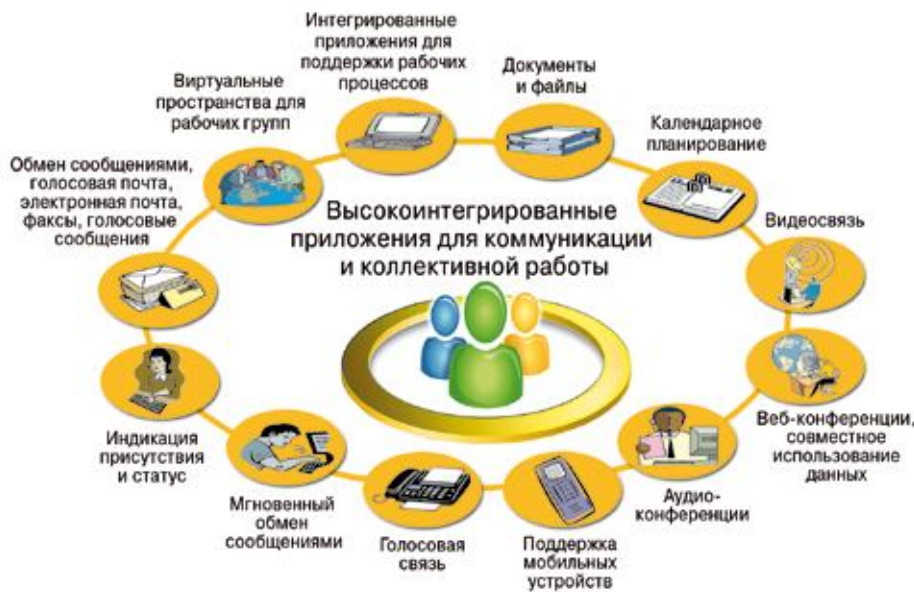 Интегрированные
приложения для
поддержки рабочих
процессов
Документы
и файлы
Виртуальные
пространства для
рабочих групп
Календарное
планирование
Обмен сообщениями,
голосовая почта,
электронная почта,
факсы, голосовые
сообщения
Видеосвязь
Высокоинтегрированные
приложения для коммуникации
и коллективной работы
Индикация
присутствия
и статус
Веб-конференции,
совместное
использование
данных
Мгновенный
обмен
сообщениями
Голосовая
связь
Поддержка
мобильных
устройств
Аудио-
конференции